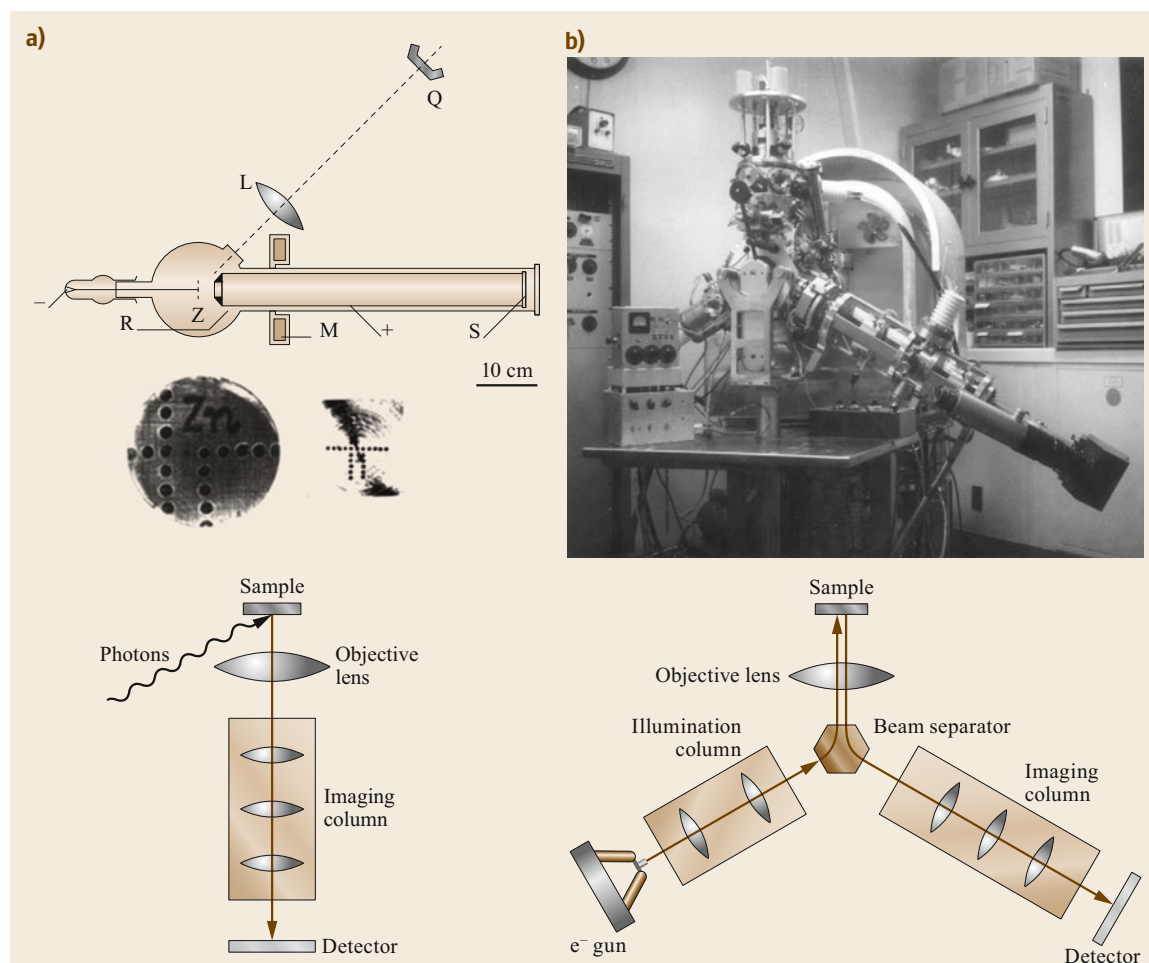 a)
Q
L
–
R
Z
M
+
S
10 cm
Zn
Sample
Photons
Objective
lens
Imaging
column
Detector
b)
Sample
Objective lens
Illumination
column
Beam separator
Imaging
column
e⁻ gun
Detector